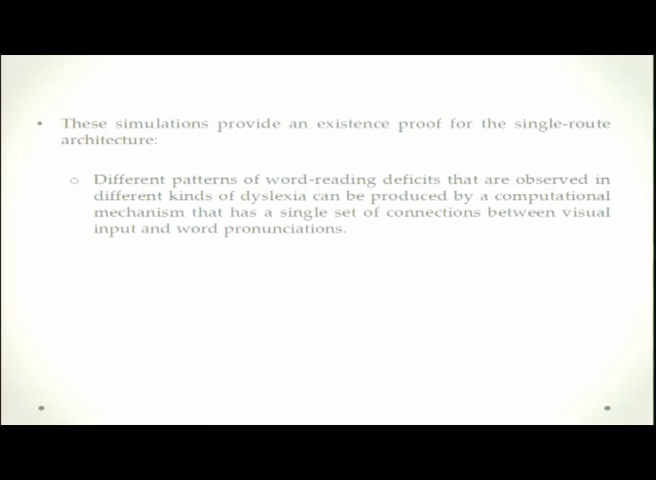 • These simulations provide an existence proof for the single-route
architecture:
o Different patterns of word-reading deficits that are observed in
different kinds of dyslexia can be produced by a computational
mechanism that has a single set of connections between visual
input and word pronunciations.